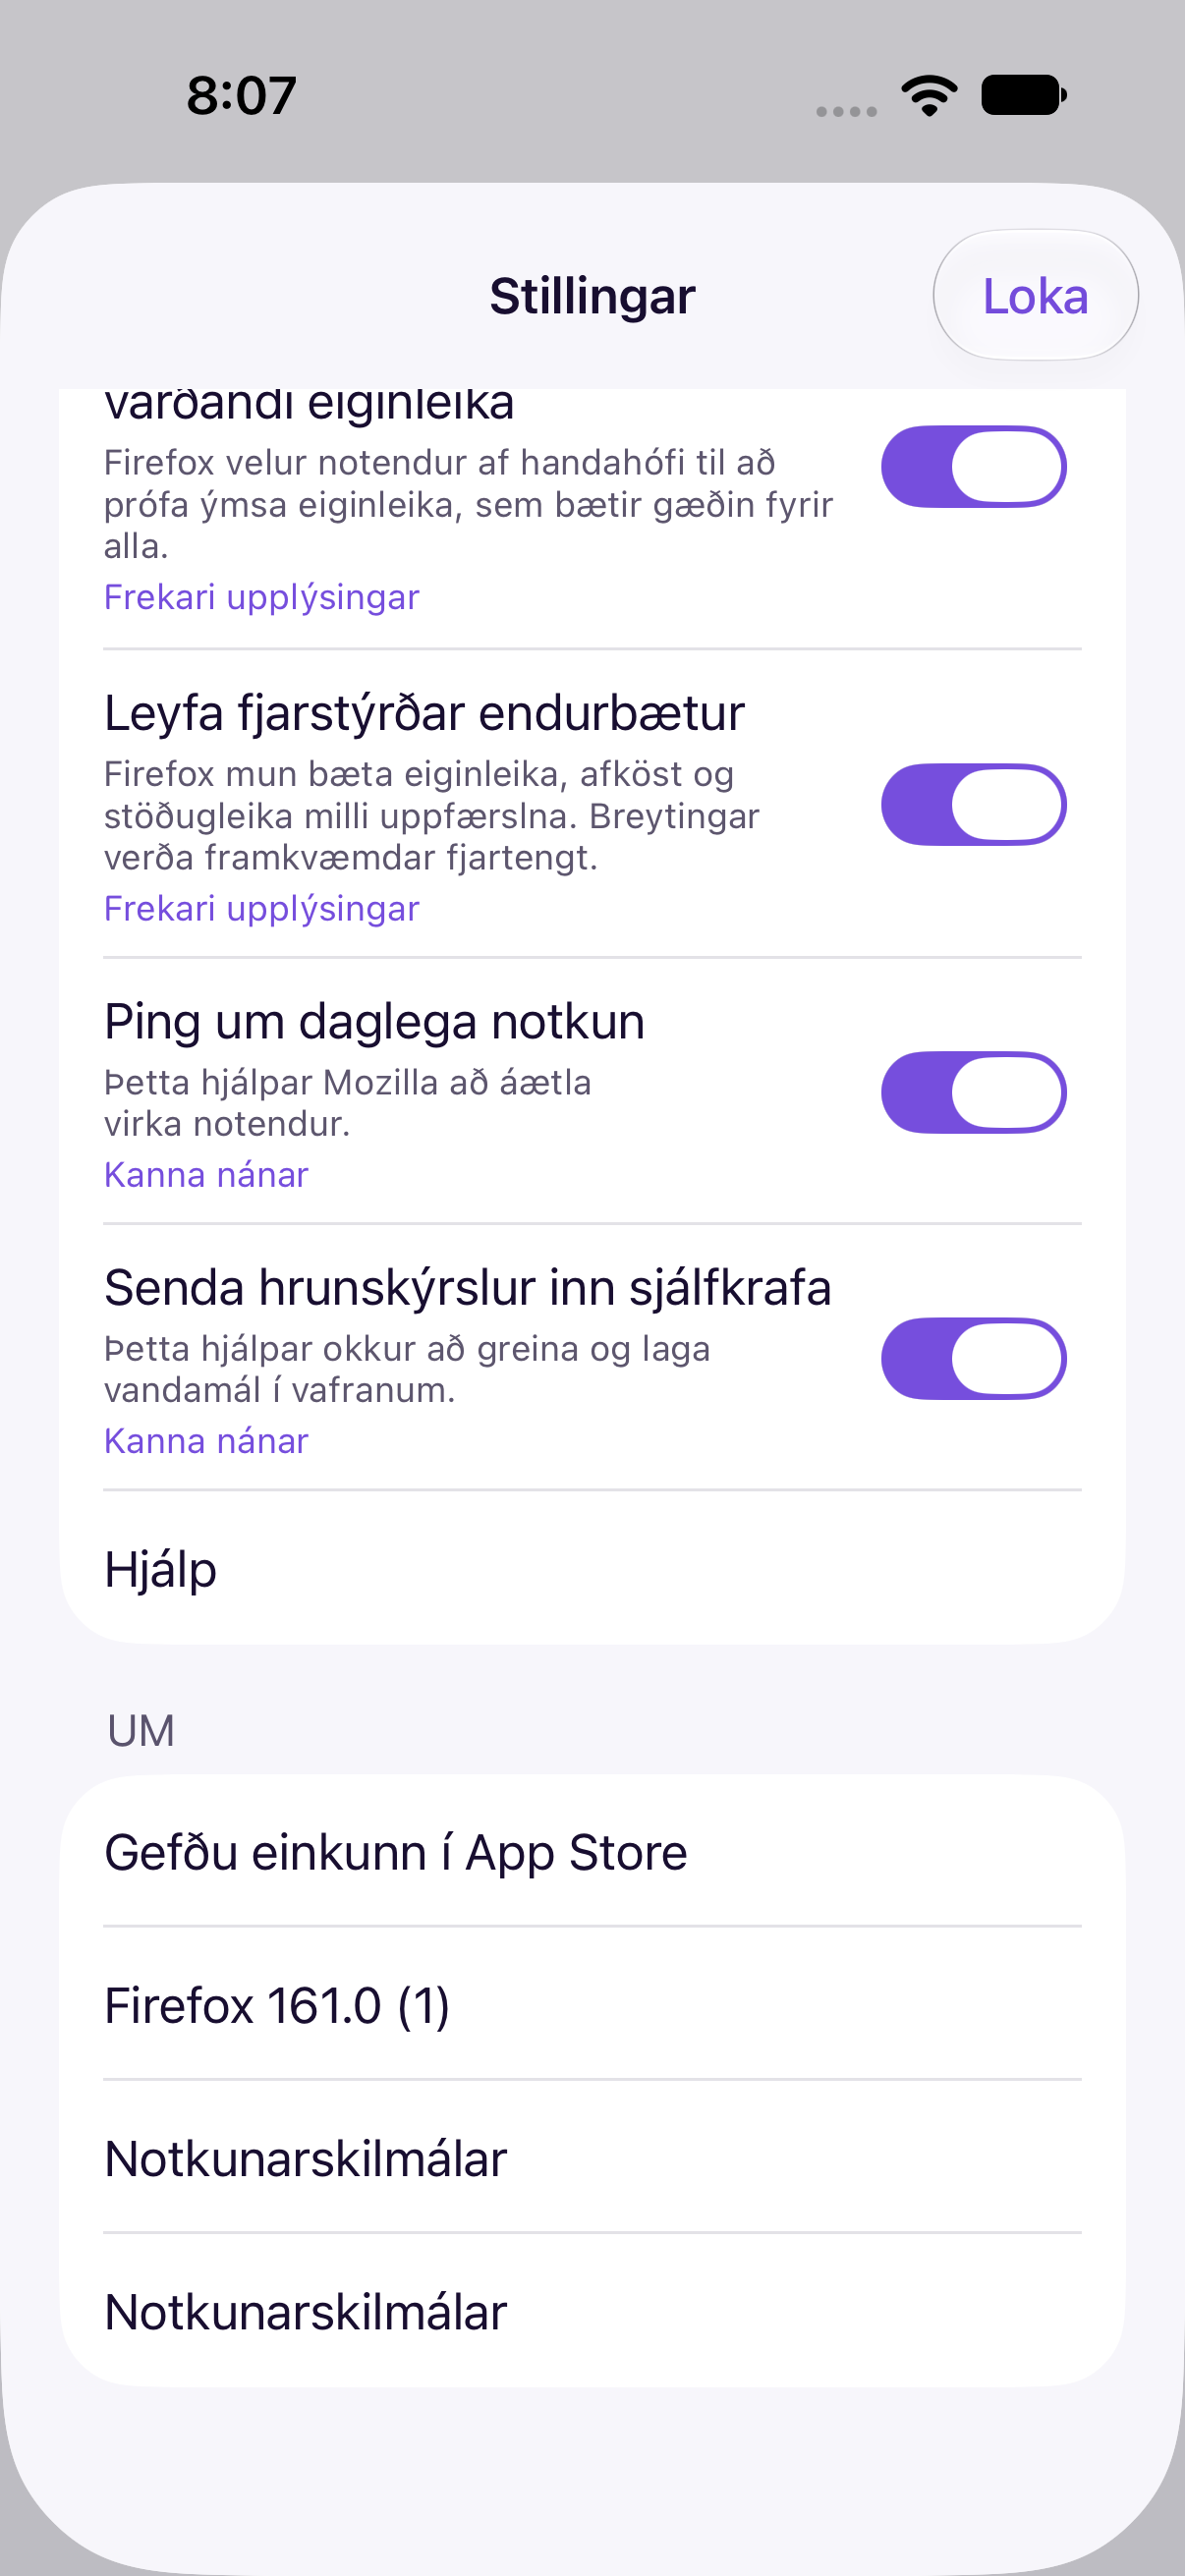 8:07
Stillingar
Loka
varðandi eiginleika
Firefox velur notendur af handahófi til að
prófa ýmsa eiginleika, sem bætir gæðin fyrir
alla.
Frekari upplýsingar
Leyfa fjarstýrðar endurbætur
Firefox mun bæta eiginleika, afköst og
stöðugleika milli uppfærslna. Breytingar
verða framkvæmdar fjartengt.
Frekari upplýsingar
Ping um daglega notkun
Þetta hjálpar Mozilla að áætla
virka notendur.
Kanna nánar
Senda hrunskýrslur inn sjálfkrafa
Þetta hjálpar okkur að greina og laga
vandamál í vafranum.
Kanna nánar
Hjálp
UM
Gefðu einkunn í App Store
Firefox 161.0 (1)
Notkunarskilmálar
Notkunarskilmálar